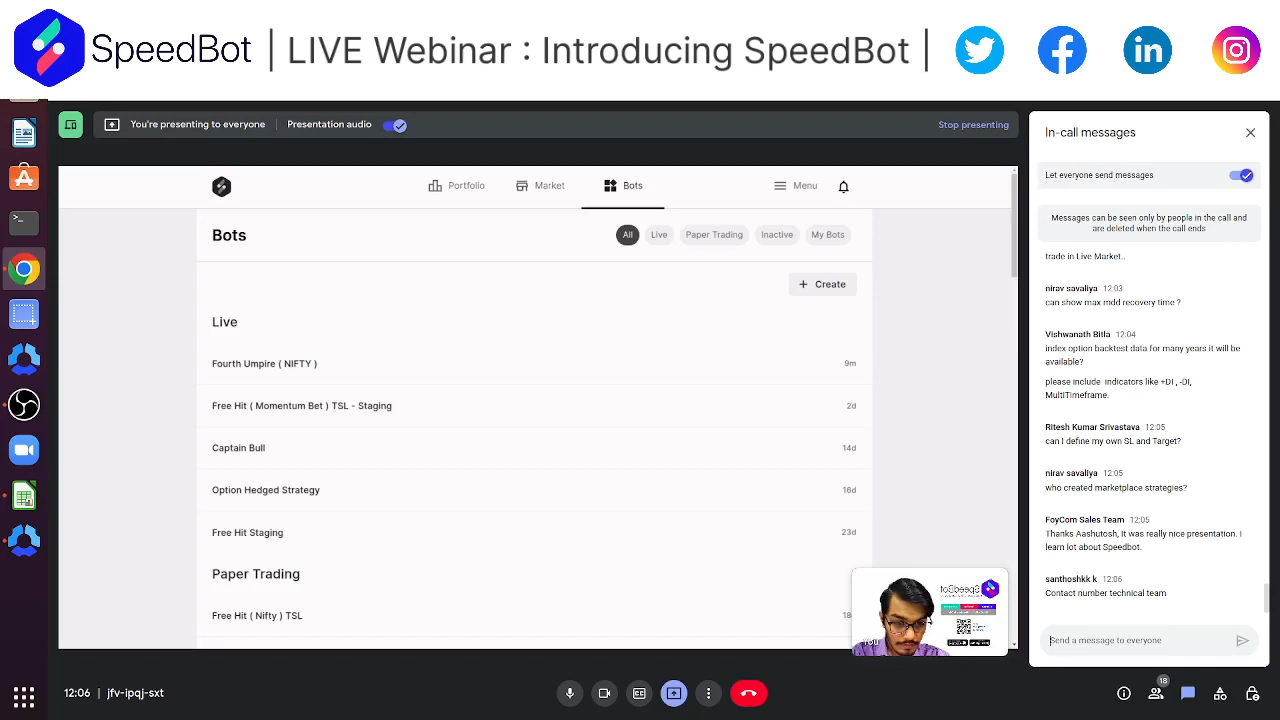 SpeedBot | LIVE Webinar : Introducing SpeedBot |
You're presenting to everyone
Presentation audio
Stop presenting
Portfolio
Market
Bots
Menu
Bots
All
Live
Paper Trading
Inactive
My Bots
+ Create
Live
Fourth Umpire ( NIFTY )
9m
Free Hit ( Momentum Bet ) TSL - Staging
2d
Captain Bull
14d
Option Hedged Strategy
16d
Free Hit Staging
23d
Paper Trading
Free Hit ( Nifty ) TSL
18
You
In-call messages
Let everyone send messages
Messages can be seen only by people in the call and
are deleted when the call ends
trade in Live Market..
nirav savaliya 12:03
can show max mdd recovery time ?
Vishwanath Bitla 12:04
index option backtest data for many years it will be
available?
please include indicators like +DI , -DI,
MultiTimeframe.
Ritesh Kumar Srivastava 12:05
can I define my own SL and Target?
nirav savaliya 12:05
who created marketplace strategies?
FoyCom Sales Team 12:05
Thanks Aashutosh, It was really nice presentation. I
learn lot about Speedbot.
santhoshkk k 12:06
Contact number technical team
Send a message to everyone
12:06 | jfv-ipqj-sxt
18